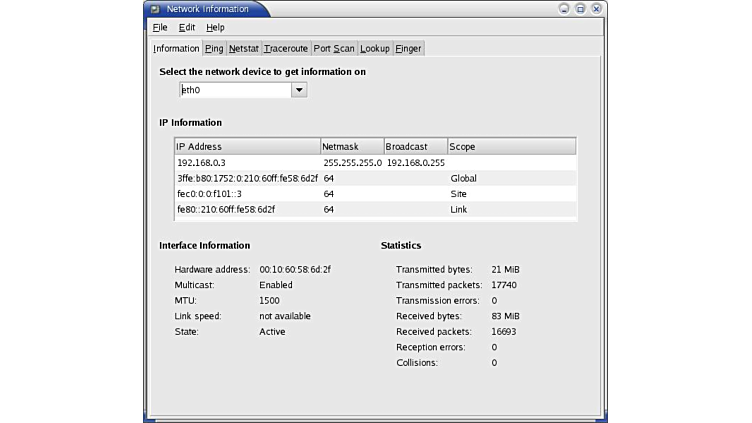 Network Information
File Edit Help
Information Ping Netstat Traceroute Port Scan Lookup Finger
Select the network device to get information on
eth0
IP Information
IP Address Netmask Broadcast Scope
192.168.0.3 255.255.255.0 192.168.0.255
3ffe:b80:1752:0:210:60ff:fe58:6d2f 64 Global
fec0:0:0:f101::3 64 Site
fe80::210:60ff:fe58:6d2f 64 Link
Interface Information Statistics
Hardware address: 00:10:60:58:6d:2f Transmitted bytes: 21 MiB
Multicast: Enabled Transmitted packets: 17740
MTU: 1500 Transmission errors: 0
Link speed: not available Received bytes: 83 MiB
State: Active Received packets: 16693
Reception errors: 0
Collisions: 0